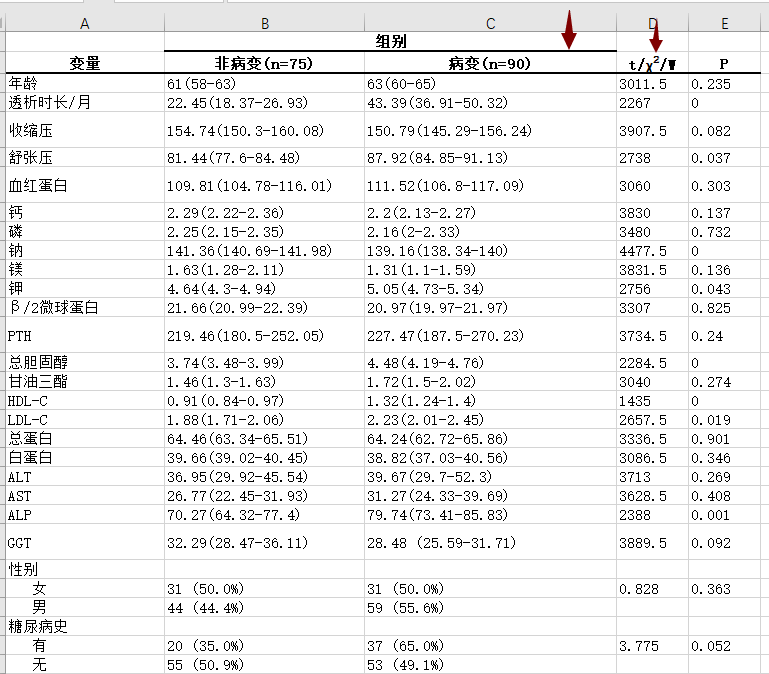 A B C D E
组别
变量 非病变(n=75) 病变(n=90) t/χ²/W P
年龄 61(58-63) 63(60-65) 3011.5 0.235
透析时长/月 22.45(18.37-26.93) 43.39(36.91-50.32) 2267 0
收缩压 154.74(150.3-160.08) 150.79(145.29-156.24) 3907.5 0.082
舒张压 81.44(77.6-84.48) 87.92(84.85-91.13) 2738 0.037
血红蛋白 109.81(104.78-116.01) 111.52(106.8-117.09) 3060 0.303
钙 2.29(2.22-2.36) 2.2(2.13-2.27) 3830 0.137
磷 2.25(2.15-2.35) 2.16(2-2.33) 3480 0.732
钠 141.36(140.69-141.98) 139.16(138.34-140) 4477.5 0
镁 1.63(1.28-2.11) 1.31(1.1-1.59) 3831.5 0.136
钾 4.64(4.3-4.94) 5.05(4.73-5.34) 2756 0.043
β/2微球蛋白 21.66(20.99-22.39) 20.97(19.97-21.97) 3307 0.825
PTH 219.46(180.5-252.05) 227.47(187.5-270.23) 3734.5 0.24
总胆固醇 3.74(3.48-3.99) 4.48(4.19-4.76) 2284.5 0
甘油三酯 1.46(1.3-1.63) 1.72(1.5-2.02) 3040 0.274
HDL-C 0.91(0.84-0.97) 1.32(1.24-1.4) 1435 0
LDL-C 1.88(1.71-2.06) 2.23(2.01-2.45) 2657.5 0.019
总蛋白 64.46(63.34-65.51) 64.24(62.72-65.86) 3336.5 0.901
白蛋白 39.66(39.02-40.45) 38.82(37.03-40.56) 3086.5 0.346
ALT 36.95(29.92-45.54) 39.67(29.7-52.3) 3713 0.269
AST 26.77(22.45-31.93) 31.27(24.33-39.69) 3628.5 0.408
ALP 70.27(64.32-77.4) 79.74(73.41-85.83) 2388 0.001
GGT 32.29(28.47-36.11) 28.48 (25.59-31.71) 3889.5 0.092
性别
女 31 (50.0%) 31 (50.0%) 0.828 0.363
男 44 (44.4%) 59 (55.6%)
糖尿病史
有 20 (35.0%) 37 (65.0%) 3.775 0.052
无 55 (50.9%) 53 (49.1%)